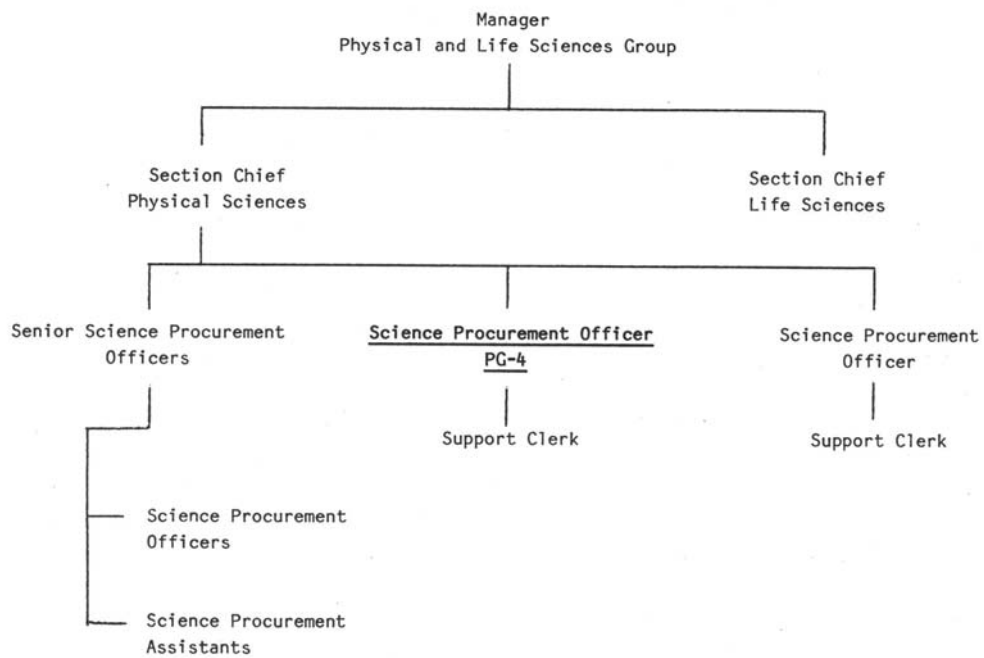 Manager
Physical and Life Sciences Group
Section Chief
Physical Sciences
Section Chief
Life Sciences
Senior Science Procurement
Officers
Science Procurement Officer
PG-4
Science Procurement
Officer
Support Clerk
Support Clerk
Science Procurement
Officers
Science Procurement
Assistants